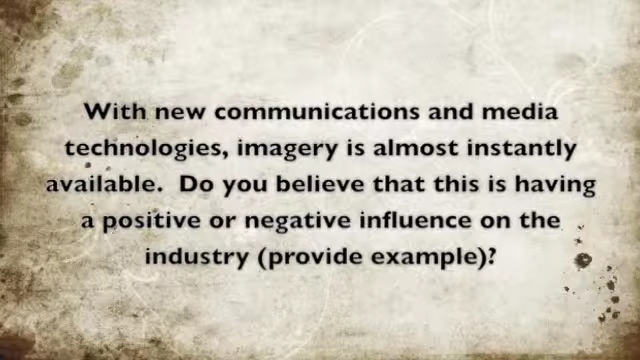 With new communications and media
technologies, imagery is almost instantly
available. Do you believe that this is having
a positive or negative influence on the
industry (provide example)?